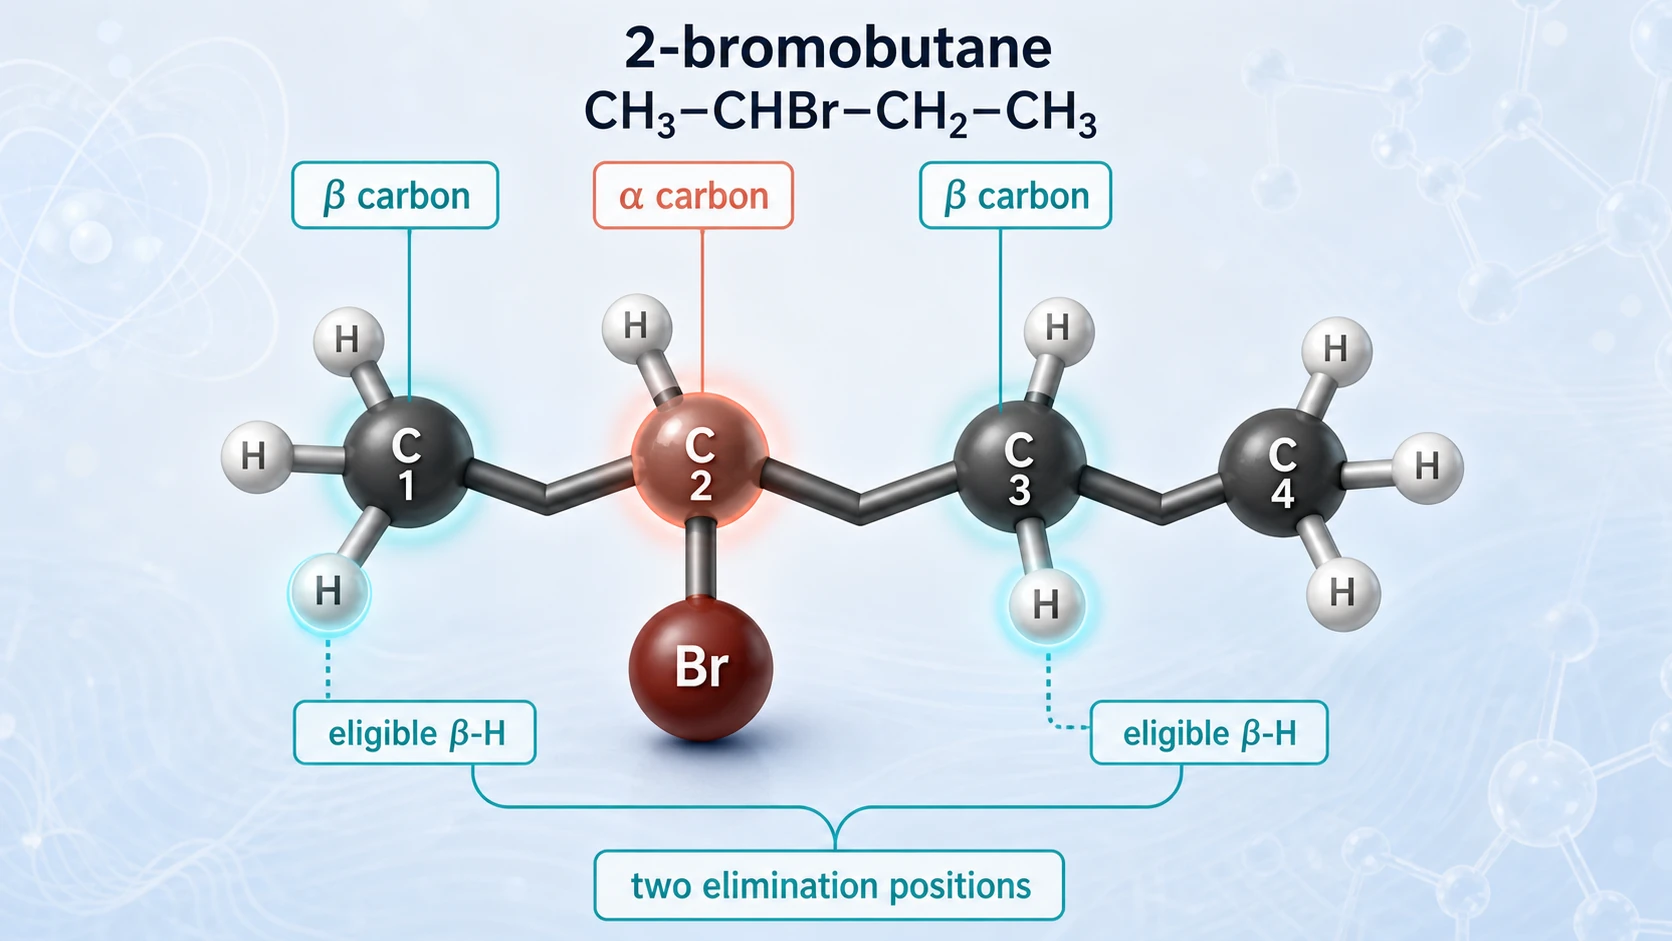 2-bromobutane
CH₃–CHBr–CH₂–CH₃
β carbon
α carbon
β carbon
H
H
H
H
H
C
1
C
2
C
3
C
4
H
H
H
H
Br
eligible β-H
eligible β-H
two elimination positions